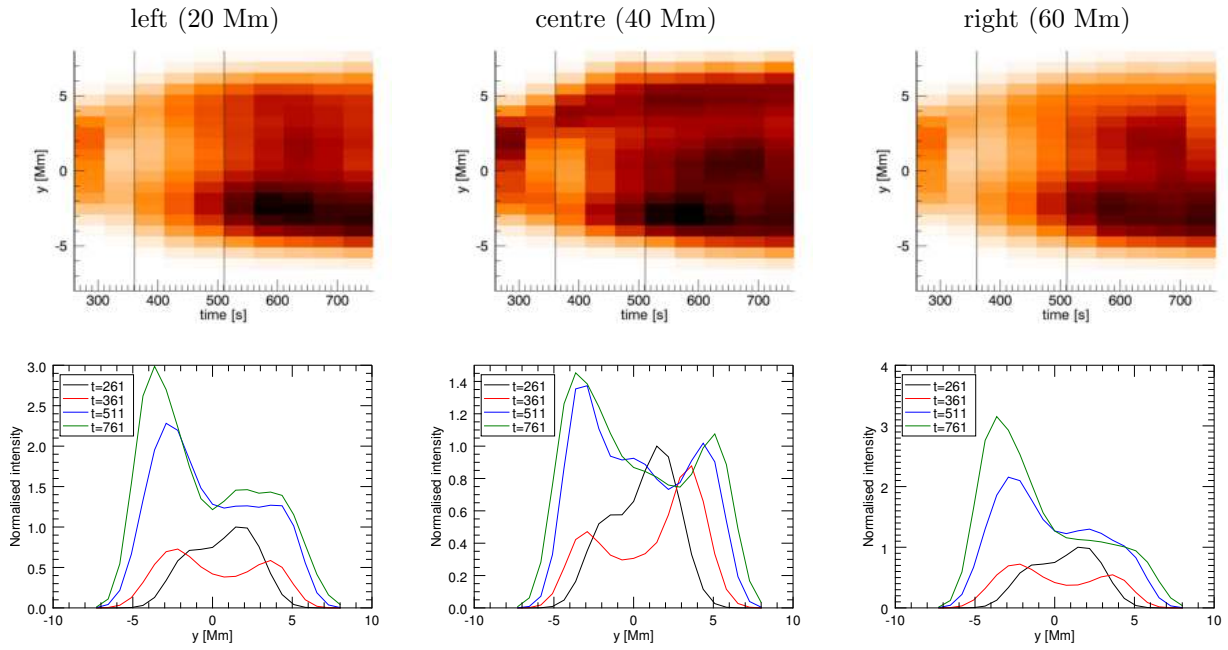 left (20 Mm)
centre (40 Mm)
right (60 Mm)
y [Mm]
5
0
-5
300 400 500 600 700
time [s]
y [Mm]
5
0
-5
300 400 500 600 700
time [s]
y [Mm]
5
0
-5
300 400 500 600 700
time [s]
Normalised intensity
3.0
2.5
2.0
1.5
1.0
0.5
0.0
t=261
t=361
t=511
t=761
-10 -5 0 5 10
y [Mm]
Normalised intensity
1.4
1.2
1.0
0.8
0.6
0.4
0.2
0.0
t=261
t=361
t=511
t=761
-10 -5 0 5 10
y [Mm]
Normalised intensity
4
3
2
1
0
t=261
t=361
t=511
t=761
-10 -5 0 5 10
y [Mm]